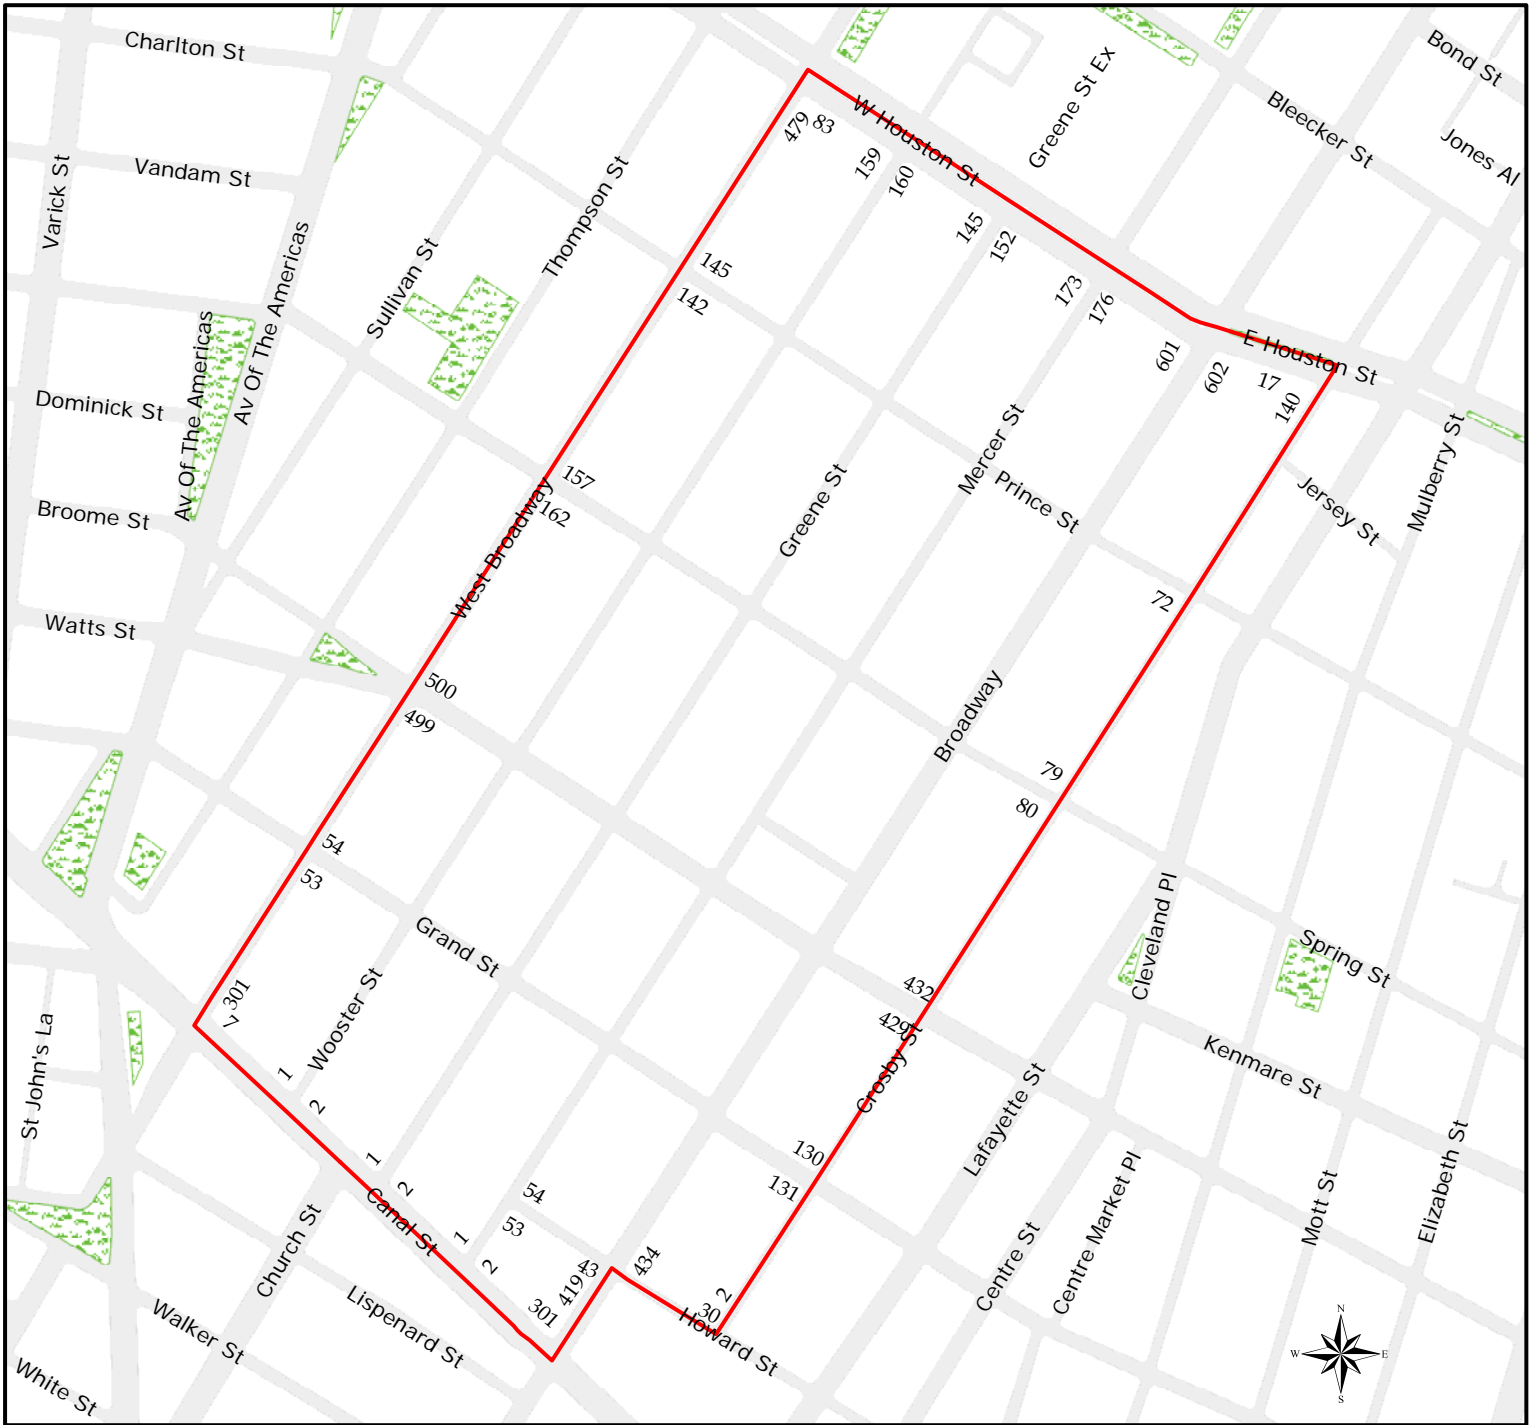 Charlton St
Bond St
Greene St Ex
W Houston St
Bleecker St
479
83
Jones Al
Vandam St
159
160
Varick St
Thompson St
145
152
Sullivan St
Av Of The Americas
145
142
173
176
Av Of The Americas
601
E Houston St
602
17
140
Dominick St
Mulberry St
Mercer St
157
162
Greene St
Prince St
Jersey St
Broome St
West Broadway
72
Watts St
500
499
Broadway
79
80
54
53
Grand St
Cleveland Pl
Spring St
301
7
432
429
Wooster St
Crosby St
St John's La
1
2
Kenmare St
Lafayette St
130
131
1
2
Canal St
54
53
Centre Market Pl
Mott St
Elizabeth St
Church St
1
2
Centre St
43
434
419
301
2
30
Howard St
Walker St
Lispenard St
White St
N
W
E
S